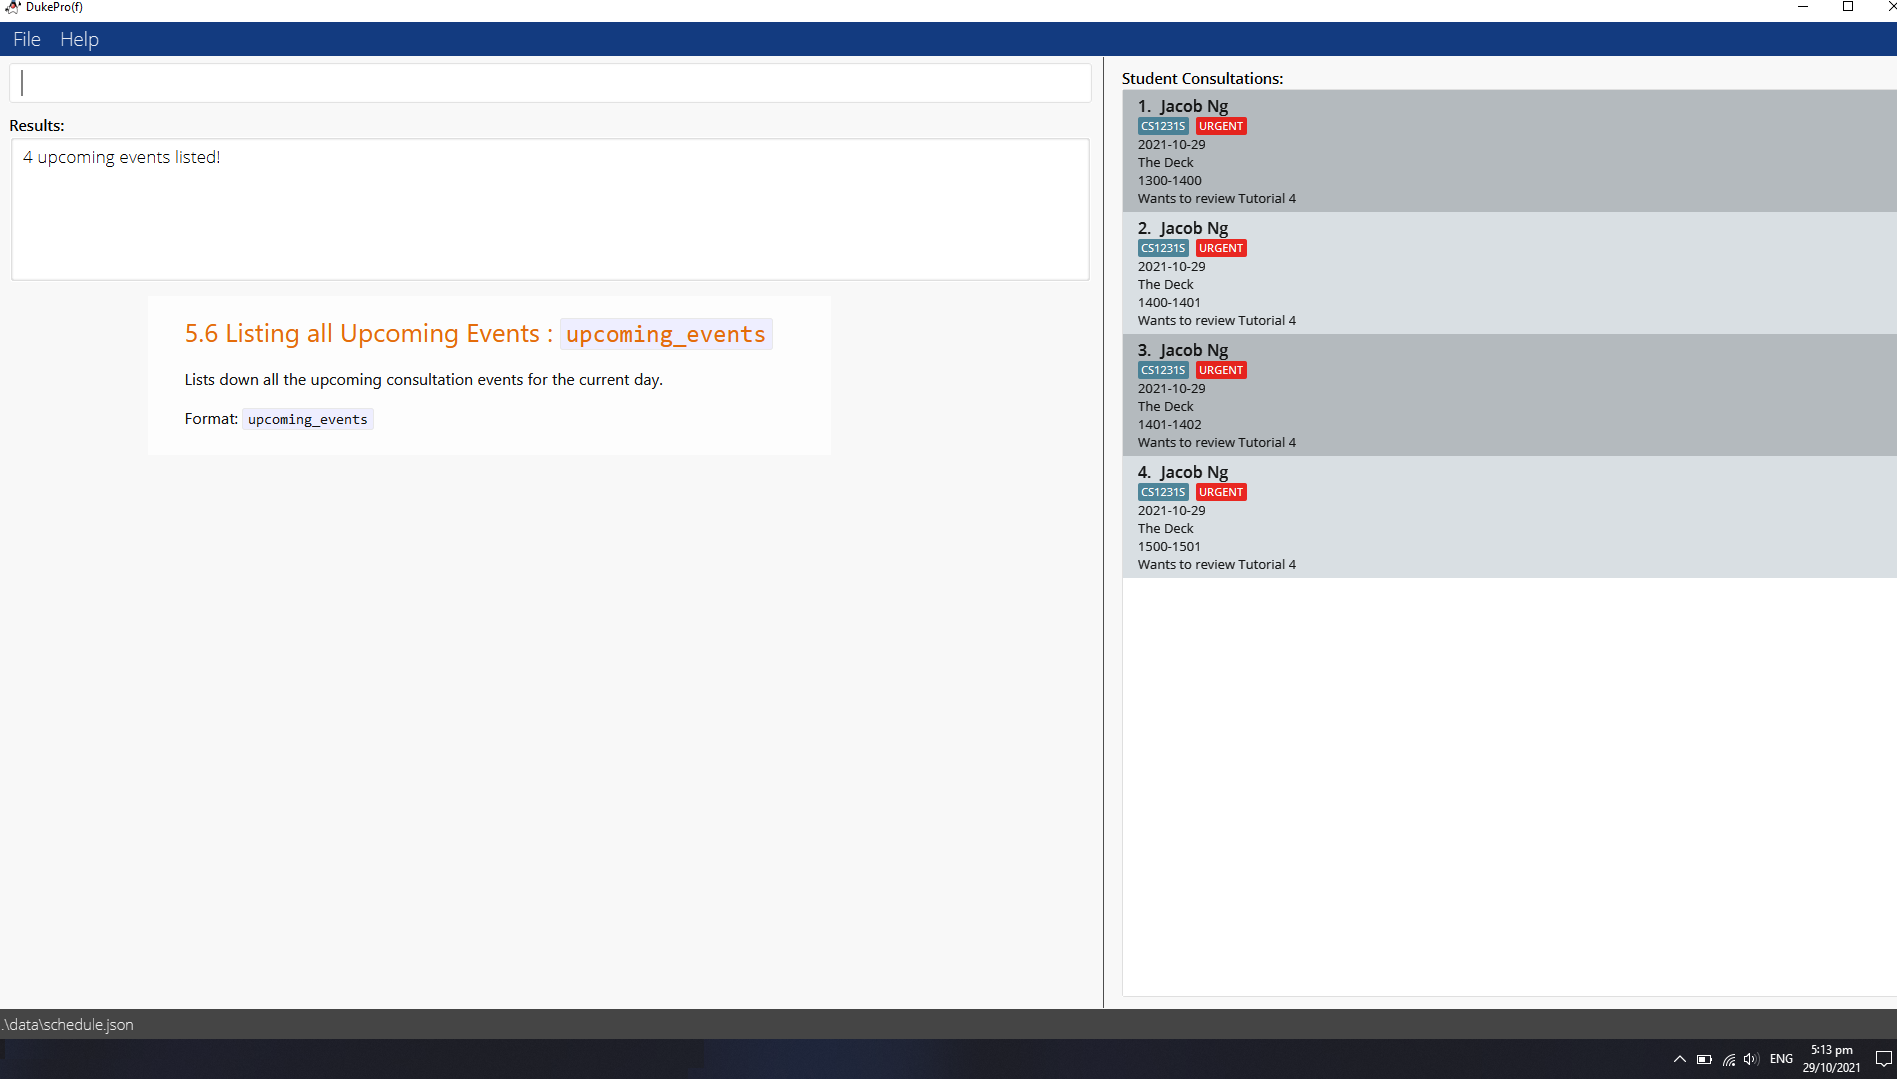 DukePro(f)
File Help
Results:
4 upcoming events listed!
5.6 Listing all Upcoming Events : upcoming_events
Lists down all the upcoming consultation events for the current day.
Format: upcoming_events
Student Consultations:
1. Jacob Ng
CS1231S URGENT
2021-10-29
The Deck
1300-1400
Wants to review Tutorial 4
2. Jacob Ng
CS1231S URGENT
2021-10-29
The Deck
1400-1401
Wants to review Tutorial 4
3. Jacob Ng
CS1231S URGENT
2021-10-29
The Deck
1401-1402
Wants to review Tutorial 4
4. Jacob Ng
CS1231S URGENT
2021-10-29
The Deck
1500-1501
Wants to review Tutorial 4
.\data\schedule.json
ENG
5:13 pm
29/10/2021